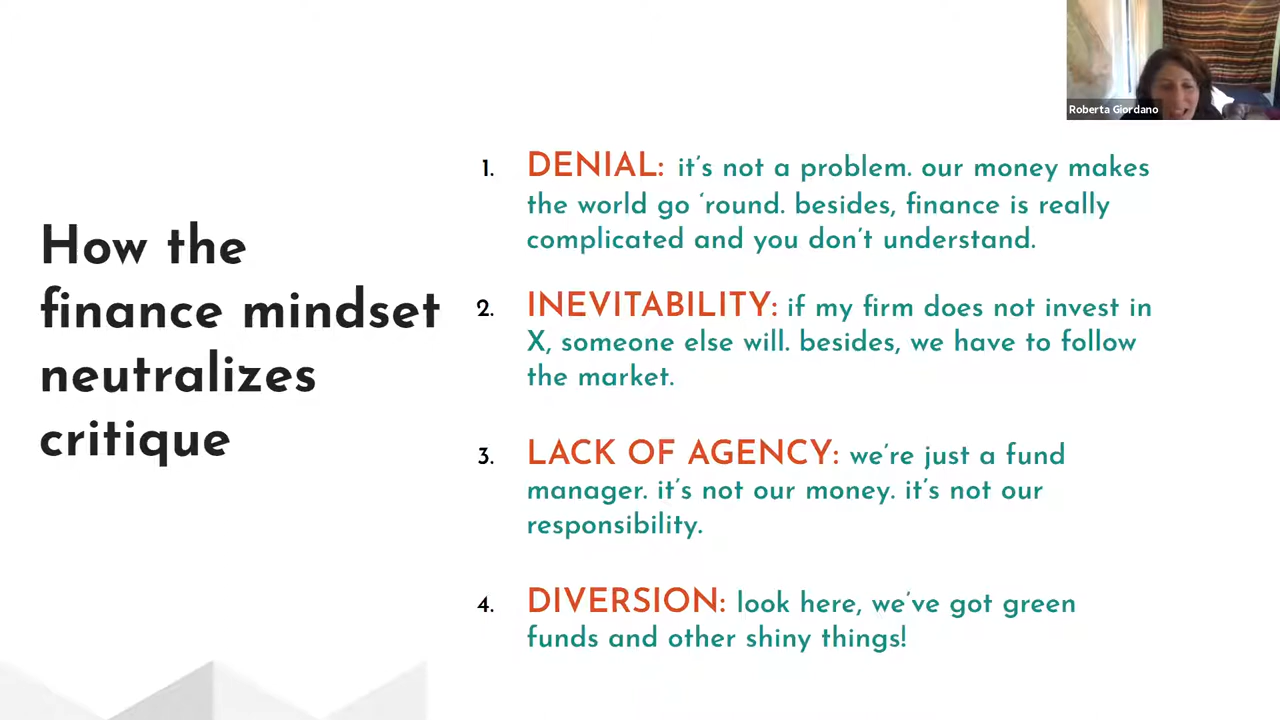 Roberta Giordano
How the
finance mindset
neutralizes
critique
1. DENIAL: it's not a problem. our money makes
the world go ‘round. besides, finance is really
complicated and you don't understand.
2. INEVITABILITY: if my firm does not invest in
X, someone else will. besides, we have to follow
the market.
3. LACK OF AGENCY: we're just a fund
manager. it's not our money. it's not our
responsibility.
4. DIVERSION: look here, we've got green
funds and other shiny things!